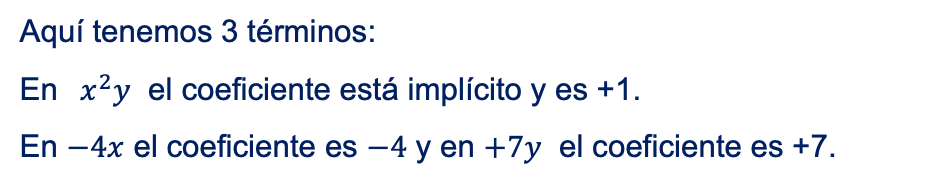 Aquí tenemos 3 términos:
En x²y el coeficiente está implícito y es +1.
En −4x el coeficiente es −4 y en +7y el coeficiente es +7.